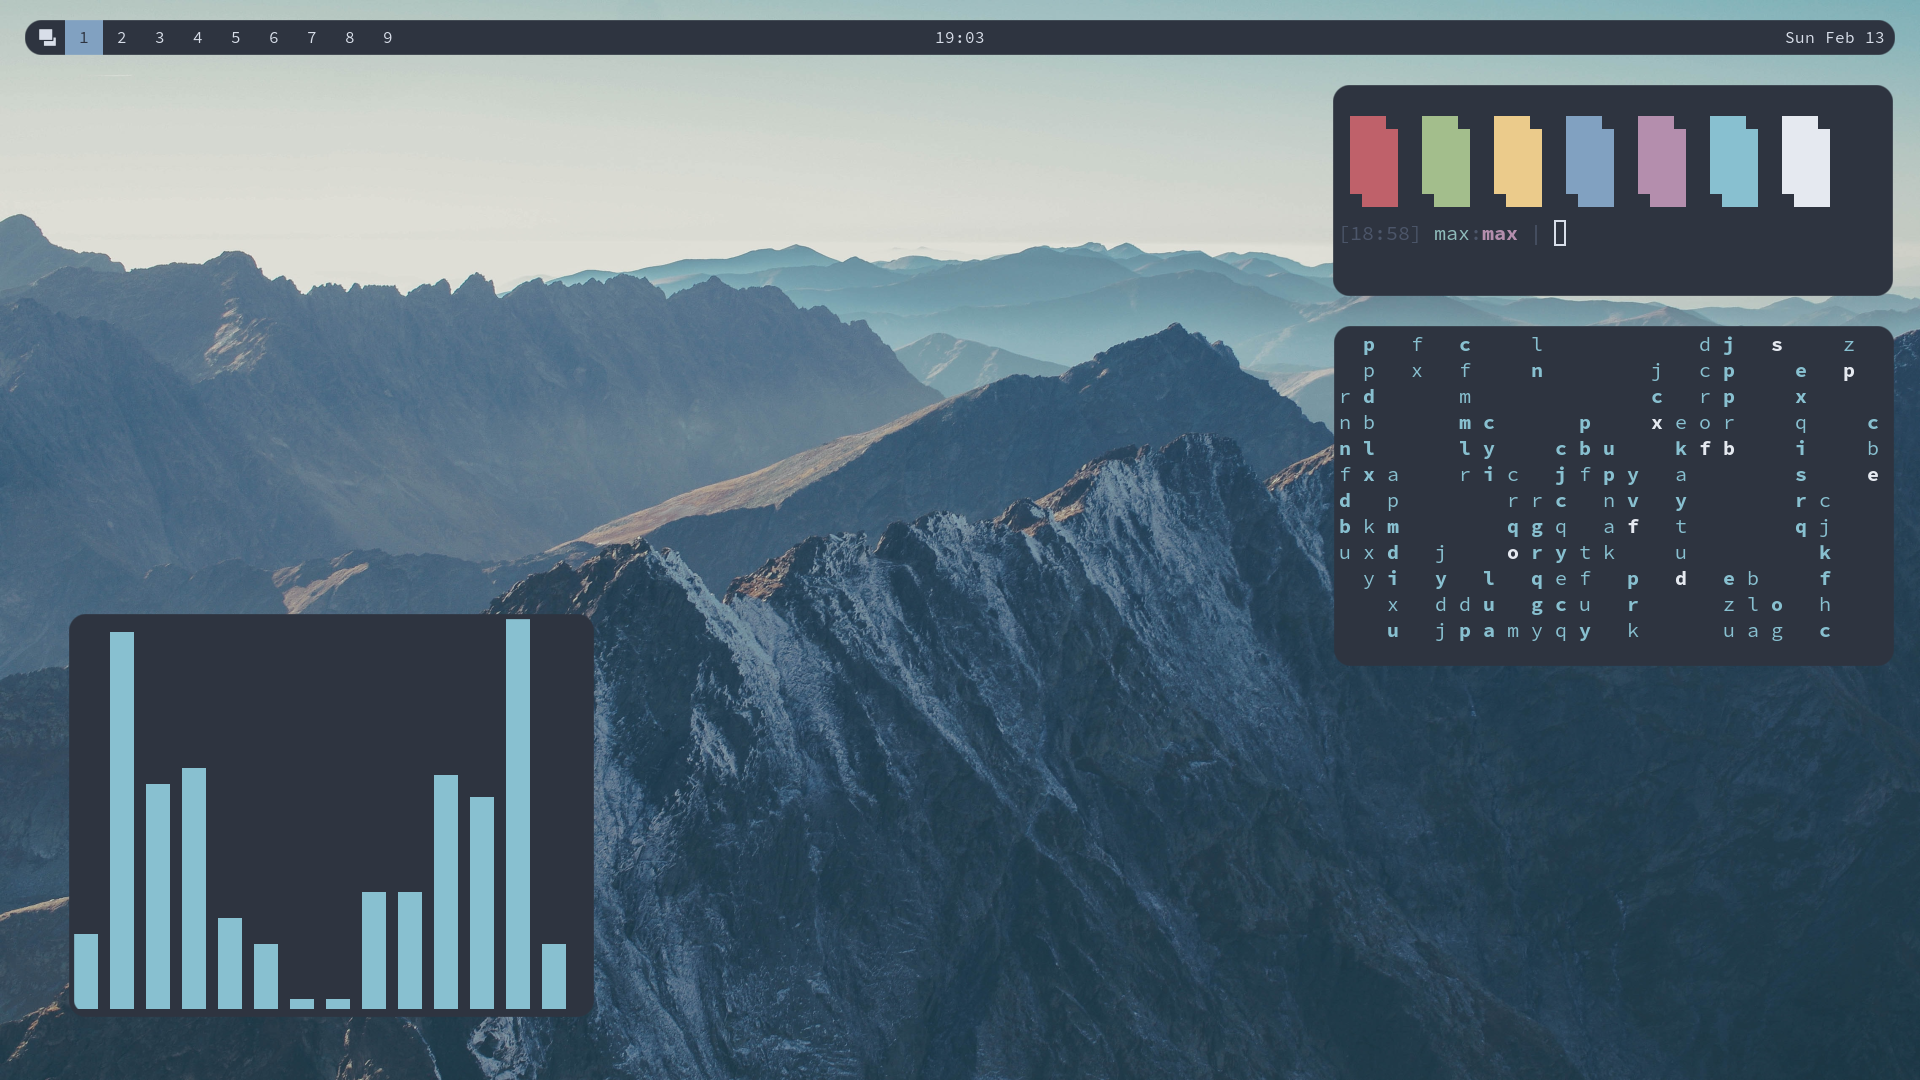 1 2 3 4 5 6 7 8 9 19:03 Sun Feb 13
[18:58] max:max |
p f c l d j s z
p x f n j c p e p
r d m c r p x
n b m c p x e o r q c
n l l y c b u k f b i b
f x a r i c j f p y a s e
d p r r c n v y r c
b k m q g q a f t q j
u x d j o r y t k u k
y i y l q e f p d e b f
x d d u g c u r z l o h
u j p a m y q y k u a g c